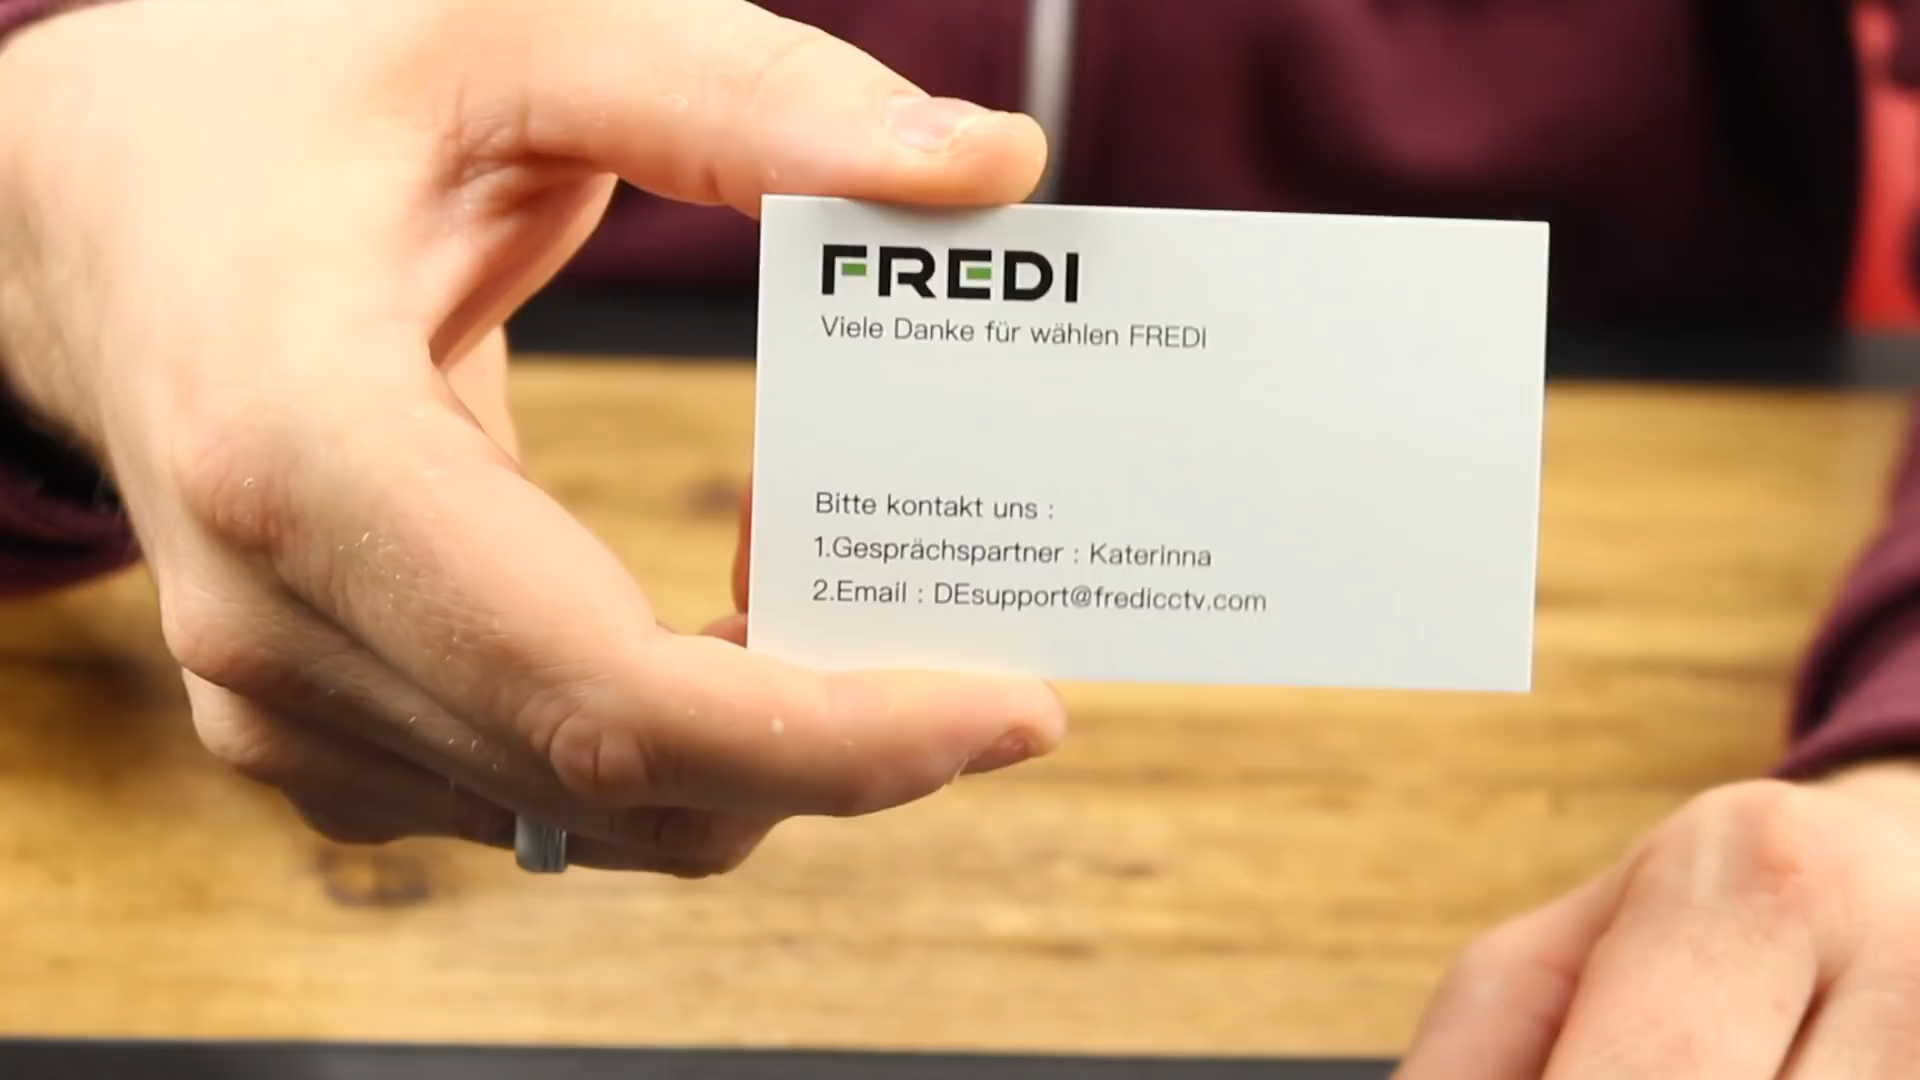 FREDI
Viele Danke für wählen FREDI
Bitte kontakt uns :
1.Gesprächspartner : Katerinna
2.Email : DEsupport@fredicctv.com